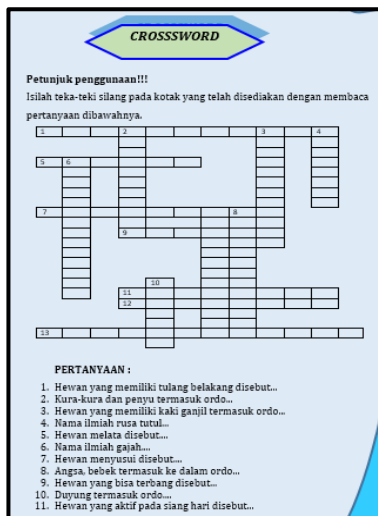 CROSSSWORD
Petunjuk penggunaan!!!
Isilah teka-teki silang pada kotak yang telah disediakan dengan membaca
pertanyaan dibawahnya.
1 2 3 4
5 6
7 8
9
10
11
12
13
PERTANYAAN :
1. Hewan yang memiliki tulang belakang disebut...
2. Kura-kura dan penyu termasuk ordo...
3. Hewan yang memiliki kaki ganjil termasuk ordo...
4. Nama ilmiah rusa tutul...
5. Hewan melata disebut....
6. Nama ilmiah gajah....
7. Hewan menyusui disebut....
8. Angsa, bebek termasuk ke dalam ordo...
9. Hewan yang bisa terbang disebut...
10. Duyung termasuk ordo....
11. Hewan yang aktif pada siang hari disebut...